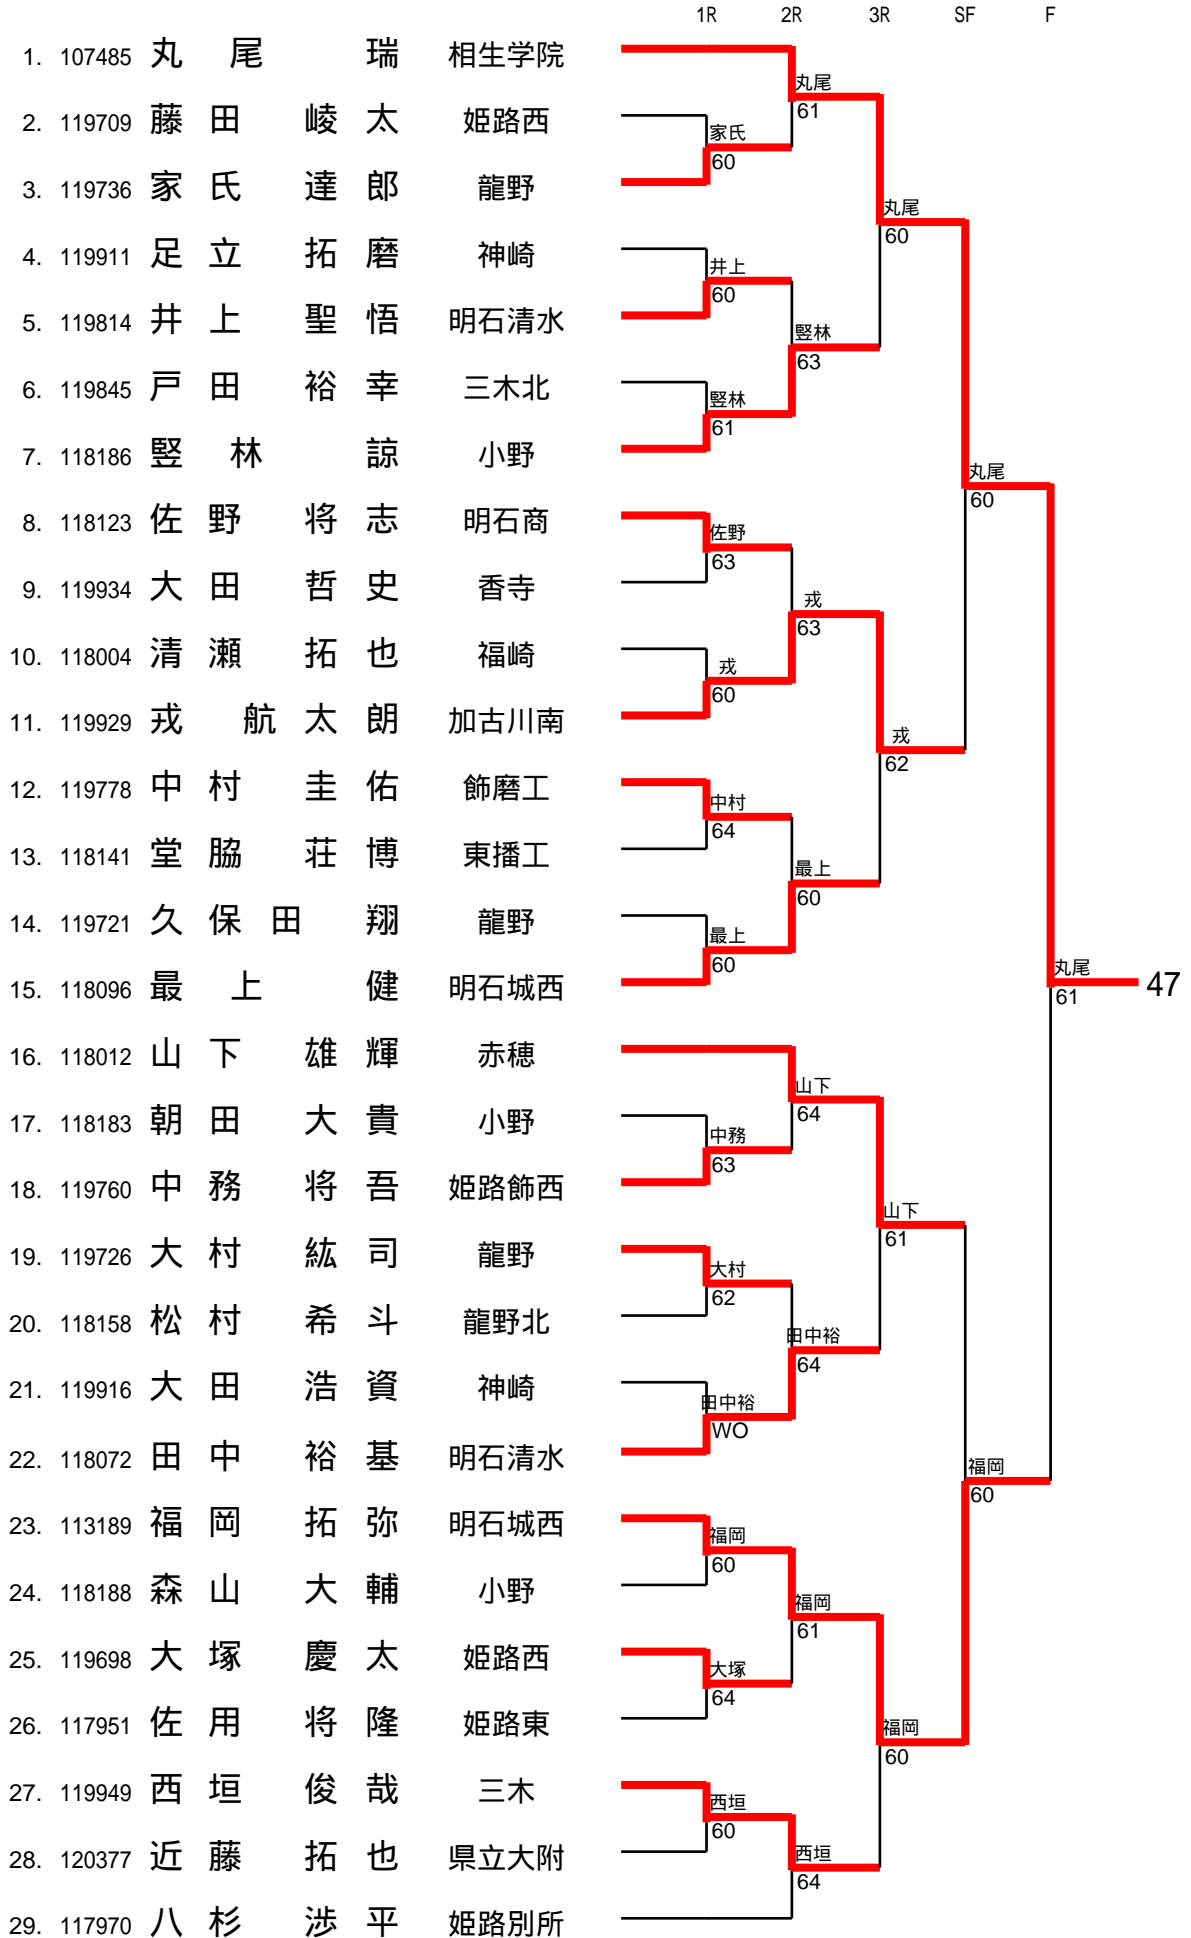 1R 2R 3R SF F
1. 107485 丸尾 瑞 相生学院
丸尾
61
2. 119709 藤田 崚太 姫路西
家氏
60
3. 119736 家氏 達郎 龍野
丸尾
60
4. 119911 足立 拓磨 神崎
井上
60
5. 119814 井上 聖悟 明石清水
竪林
63
6. 119845 戸田 裕幸 三木北
竪林
61
7. 118186 竪林 諒 小野
丸尾
60
8. 118123 佐野 将志 明石商
佐野
63
9. 119934 大田 哲史 香寺
戎
63
10. 118004 清瀬 拓也 福崎
戎
60
11. 119929 戎 航太朗 加古川南
戎
62
12. 119778 中村 圭佑 飾磨工
中村
64
13. 118141 堂脇 荘博 東播工
最上
60
14. 119721 久保田 翔 龍野
最上
60
15. 118096 最上 健 明石城西
丸尾
61
47
16. 118012 山下 雄輝 赤穂
山下
64
17. 118183 朝田 大貴 小野
中務
63
18. 119760 中務 将吾 姫路飾西
山下
61
19. 119726 大村 紘司 龍野
大村
62
20. 118158 松村 希斗 龍野北
田中裕
64
21. 119916 大田 浩資 神崎
田中裕
WO
22. 118072 田中 裕基 明石清水
福岡
60
23. 113189 福岡 拓弥 明石城西
福岡
60
24. 118188 森山 大輔 小野
福岡
61
25. 119698 大塚 慶太 姫路西
大塚
64
26. 117951 佐用 将隆 姫路東
福岡
60
27. 119949 西垣 俊哉 三木
西垣
60
28. 120377 近藤 拓也 県立大附
西垣
64
29. 117970 八杉 渉平 姫路別所